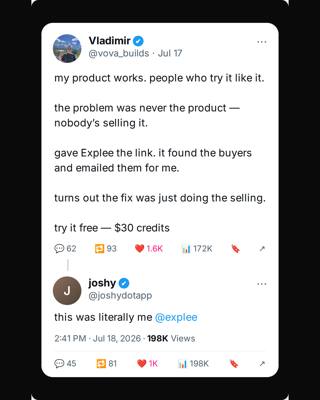 Vladimir
@vova_builds · Jul 17
my product works. people who try it like it.
the problem was never the product —
nobody's selling it.
gave Explee the link. it found the buyers
and emailed them for me.
turns out the fix was just doing the selling.
try it free — $30 credits
62 93 1.6K 172K
J
joshy
@joshydotapp
this was literally me @explee
2:41 PM · Jul 18, 2026 · 198K Views
45 81 1K 198K